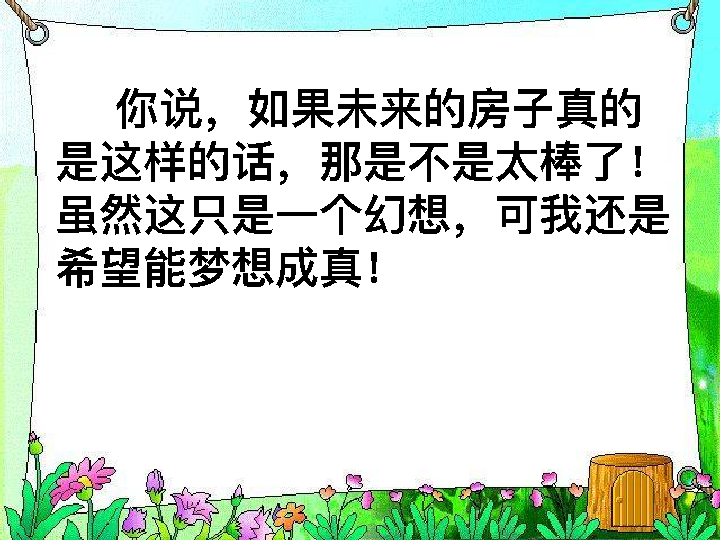 你说，如果未来的房子真的
是这样的话，那是不是太棒了！
虽然这只是一个幻想，可我还是
希望能梦想成真！